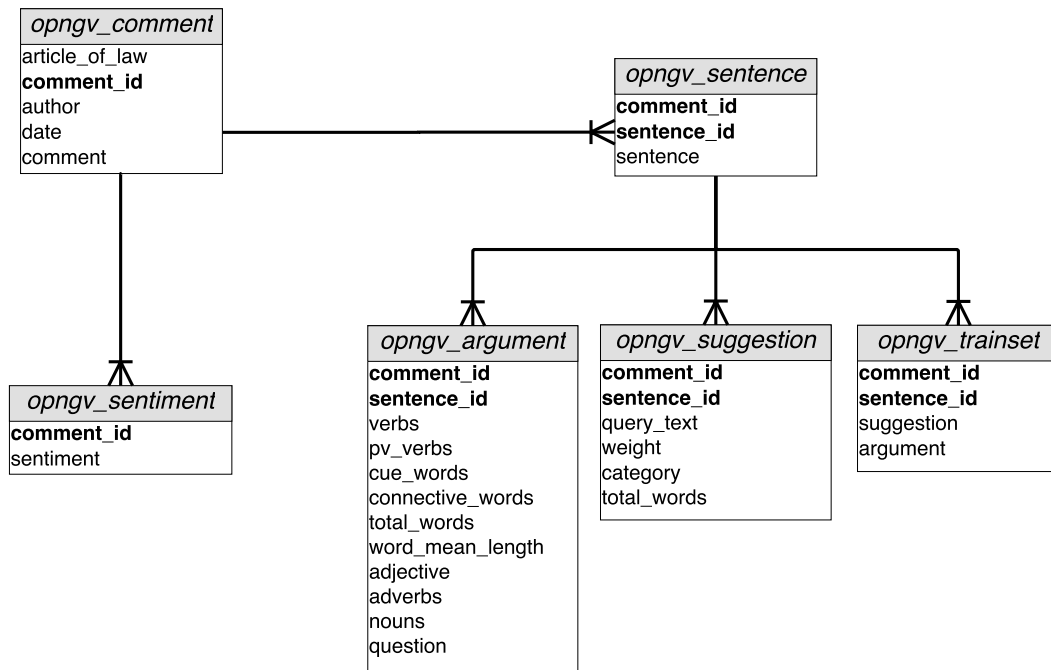 opngv_comment
article_of_law
comment_id
author
date
comment
opngv_sentence
comment_id
sentence_id
sentence
opngv_sentiment
comment_id
sentiment
opngv_argument
comment_id
sentence_id
verbs
pv_verbs
cue_words
connective_words
total_words
word_mean_length
adjective
adverbs
nouns
question
opngv_suggestion
comment_id
sentence_id
query_text
weight
category
total_words
opngv_trainset
comment_id
sentence_id
suggestion
argument